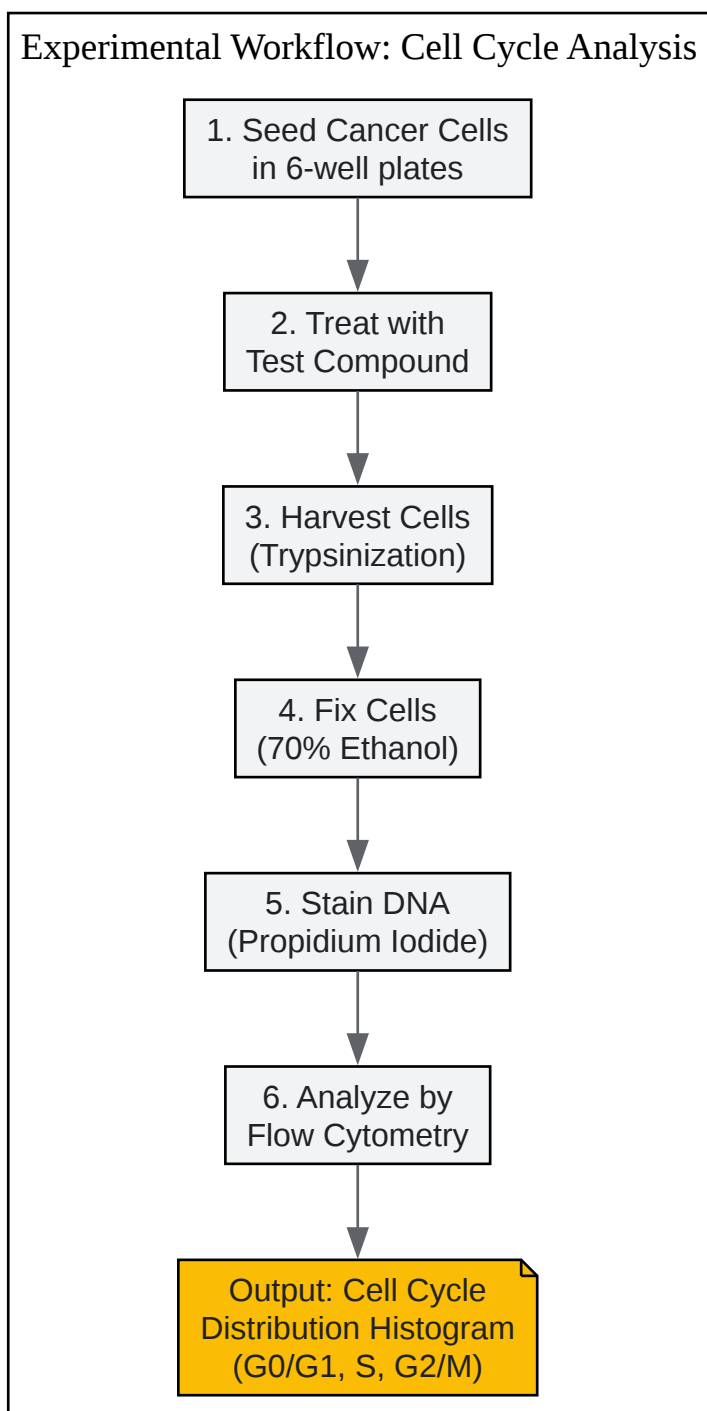 Experimental Workflow: Cell Cycle Analysis
1. Seed Cancer Cells
in 6-well plates
2. Treat with
Test Compound
3. Harvest Cells
(Trypsinization)
4. Fix Cells
(70% Ethanol)
5. Stain DNA
(Propidium Iodide)
6. Analyze by
Flow Cytometry
Output: Cell Cycle
Distribution Histogram
(G0/G1, S, G2/M)